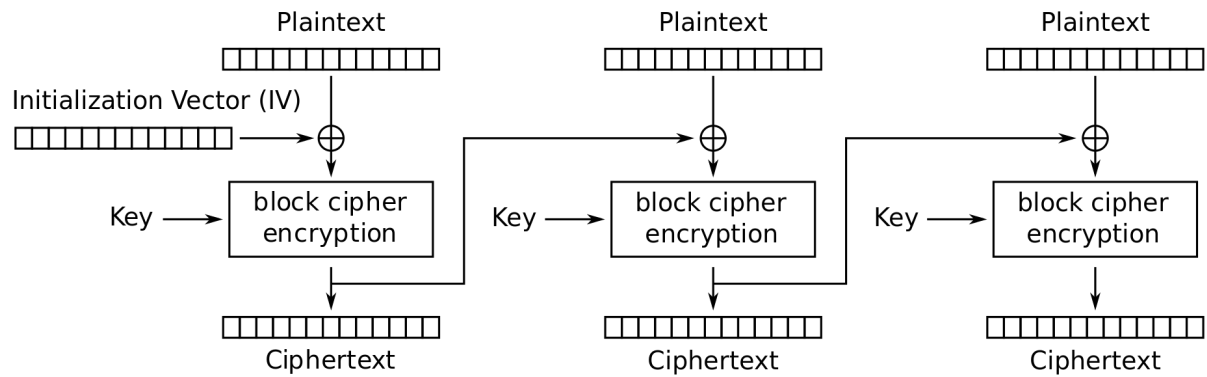 Plaintext
Plaintext
Plaintext
Initialization Vector (IV)
Key
block cipher
encryption
Key
block cipher
encryption
Key
block cipher
encryption
Ciphertext
Ciphertext
Ciphertext